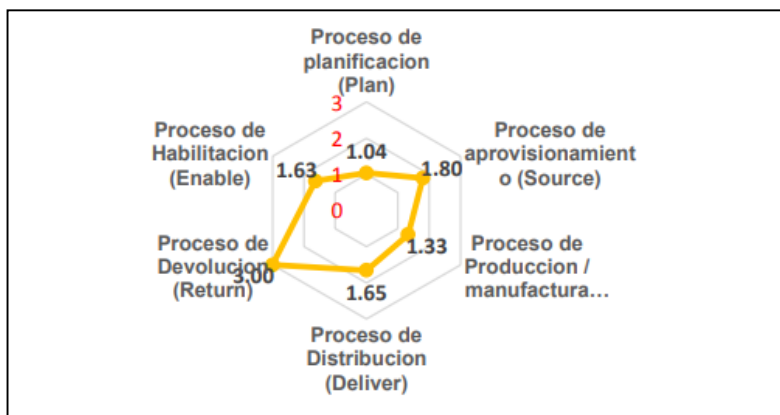 Proceso de
planificacion
(Plan)
3
2
1
0
1.04
Proceso de
aprovisionamient
o (Source)
1.80
Proceso de
Produccion /
manufactura...
1.33
Proceso de
Distribucion
(Deliver)
1.65
Proceso de
Devolucion
(Return)
3.00
Proceso de
Habilitacion
(Enable)
1.63